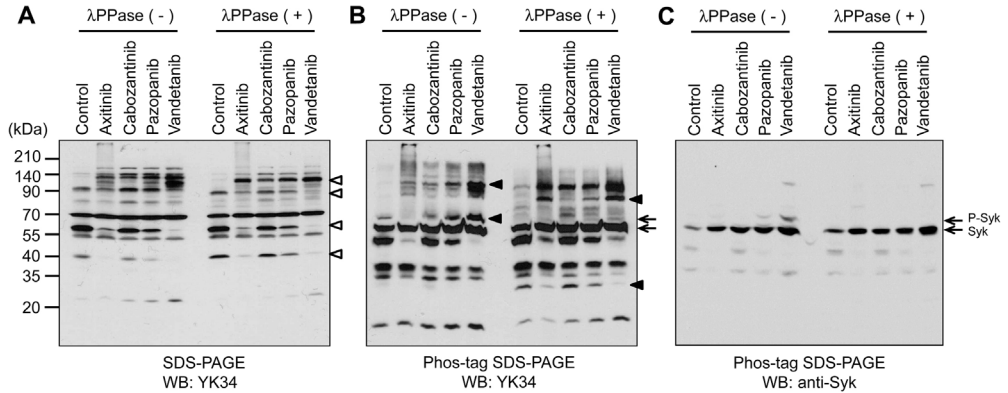 A
λPPase ( - )
λPPase ( + )
Control
Axitinib
Cabozantinib
Pazopanib
Vandetanib
Control
Axitinib
Cabozantinib
Pazopanib
Vandetanib
(kDa)
210
140
90
70
55
40
35
20
SDS-PAGE
WB: YK34
B
λPPase ( - )
λPPase ( + )
Control
Axitinib
Cabozantinib
Pazopanib
Vandetanib
Control
Axitinib
Cabozantinib
Pazopanib
Vandetanib
Phos-tag SDS-PAGE
WB: YK34
C
λPPase ( - )
λPPase ( + )
Control
Axitinib
Cabozantinib
Pazopanib
Vandetanib
Control
Axitinib
Cabozantinib
Pazopanib
Vandetanib
P-Syk
Syk
Phos-tag SDS-PAGE
WB: anti-Syk